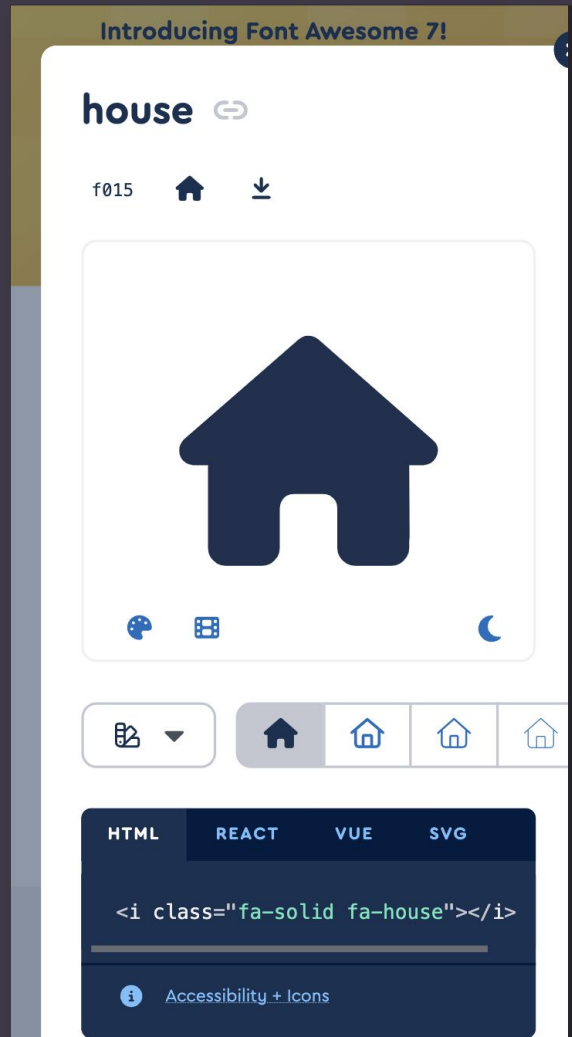 Introducing Font Awesome 7!
house
f015
HTML REACT VUE SVG
<i class="fa-solid fa-house"></i>
Accessibility + Icons